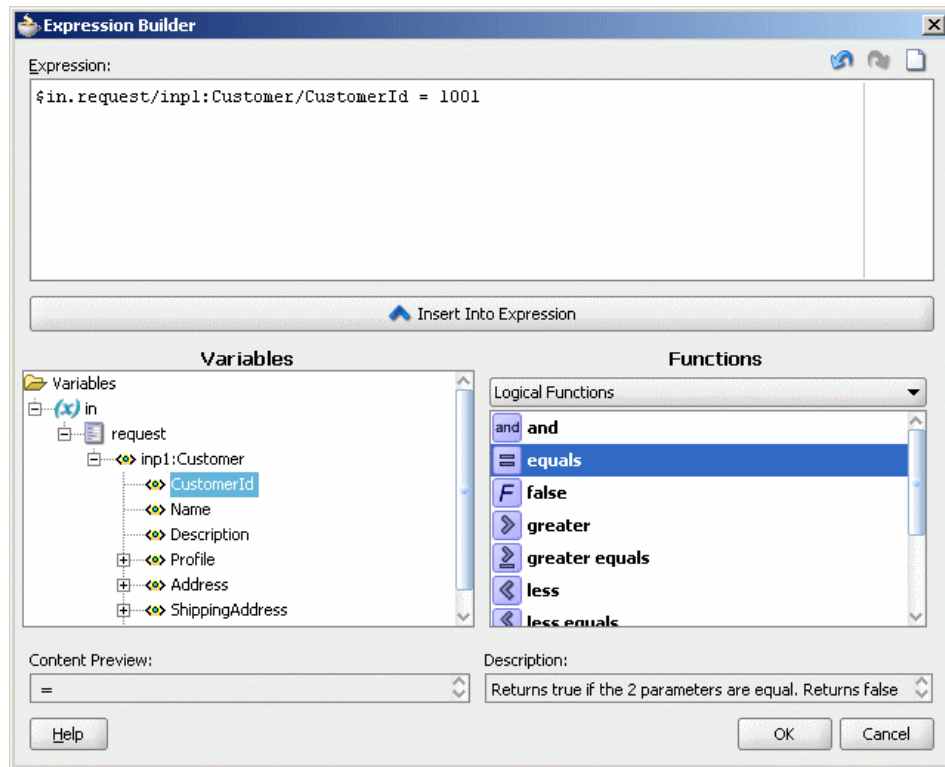 Expression Builder
Expression:
$in.request/inp1:Customer/CustomerId = 1001
Insert Into Expression
Variables
Variables
(x) in
request
inp1:Customer
CustomerId
Name
Description
Profile
Address
ShippingAddress
Functions
Logical Functions
and and
= equals
F false
greater
greater equals
less
less equals
Content Preview:
=
Description:
Returns true if the 2 parameters are equal. Returns false
Help
OK
Cancel